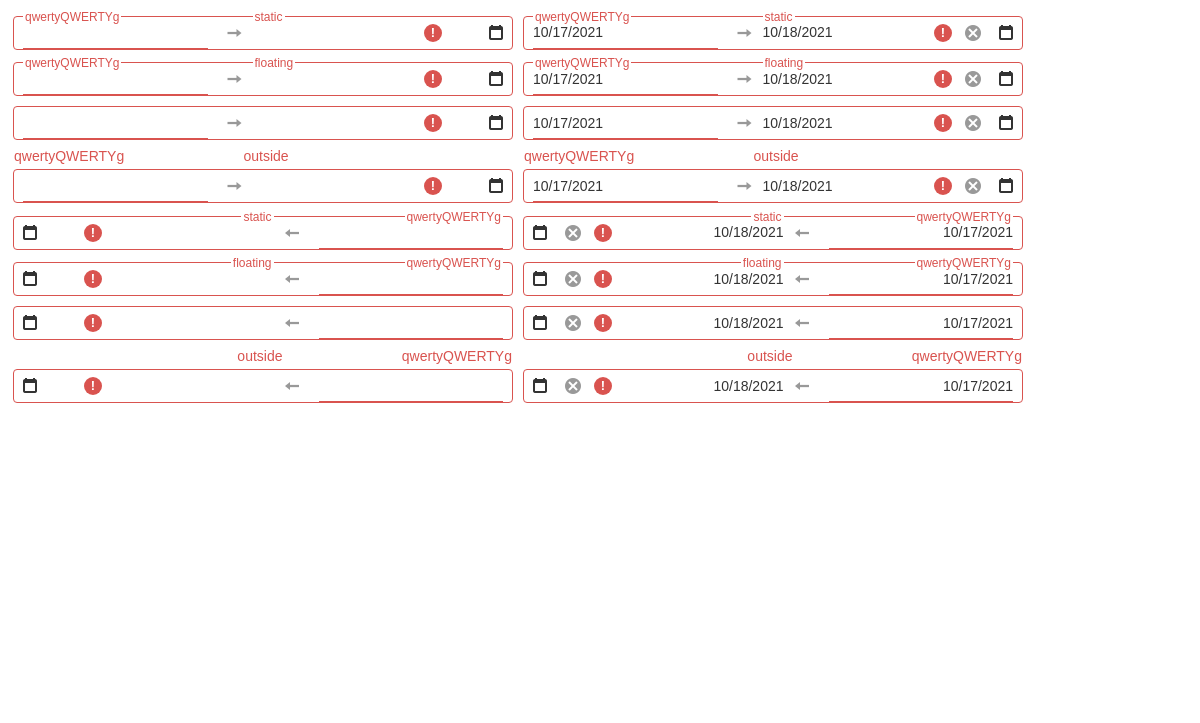 qwertyQWERTYg static qwertyQWERTYg static
! 10/17/2021 10/18/2021 !
qwertyQWERTYg floating qwertyQWERTYg floating
! 10/17/2021 10/18/2021 !
! 10/17/2021 10/18/2021 !
qwertyQWERTYg outside qwertyQWERTYg outside
! 10/17/2021 10/18/2021 !
static qwertyQWERTYg static qwertyQWERTYg
! ! 10/18/2021 10/17/2021
floating qwertyQWERTYg floating qwertyQWERTYg
! ! 10/18/2021 10/17/2021
! ! 10/18/2021 10/17/2021
outside qwertyQWERTYg outside qwertyQWERTYg
! ! 10/18/2021 10/17/2021